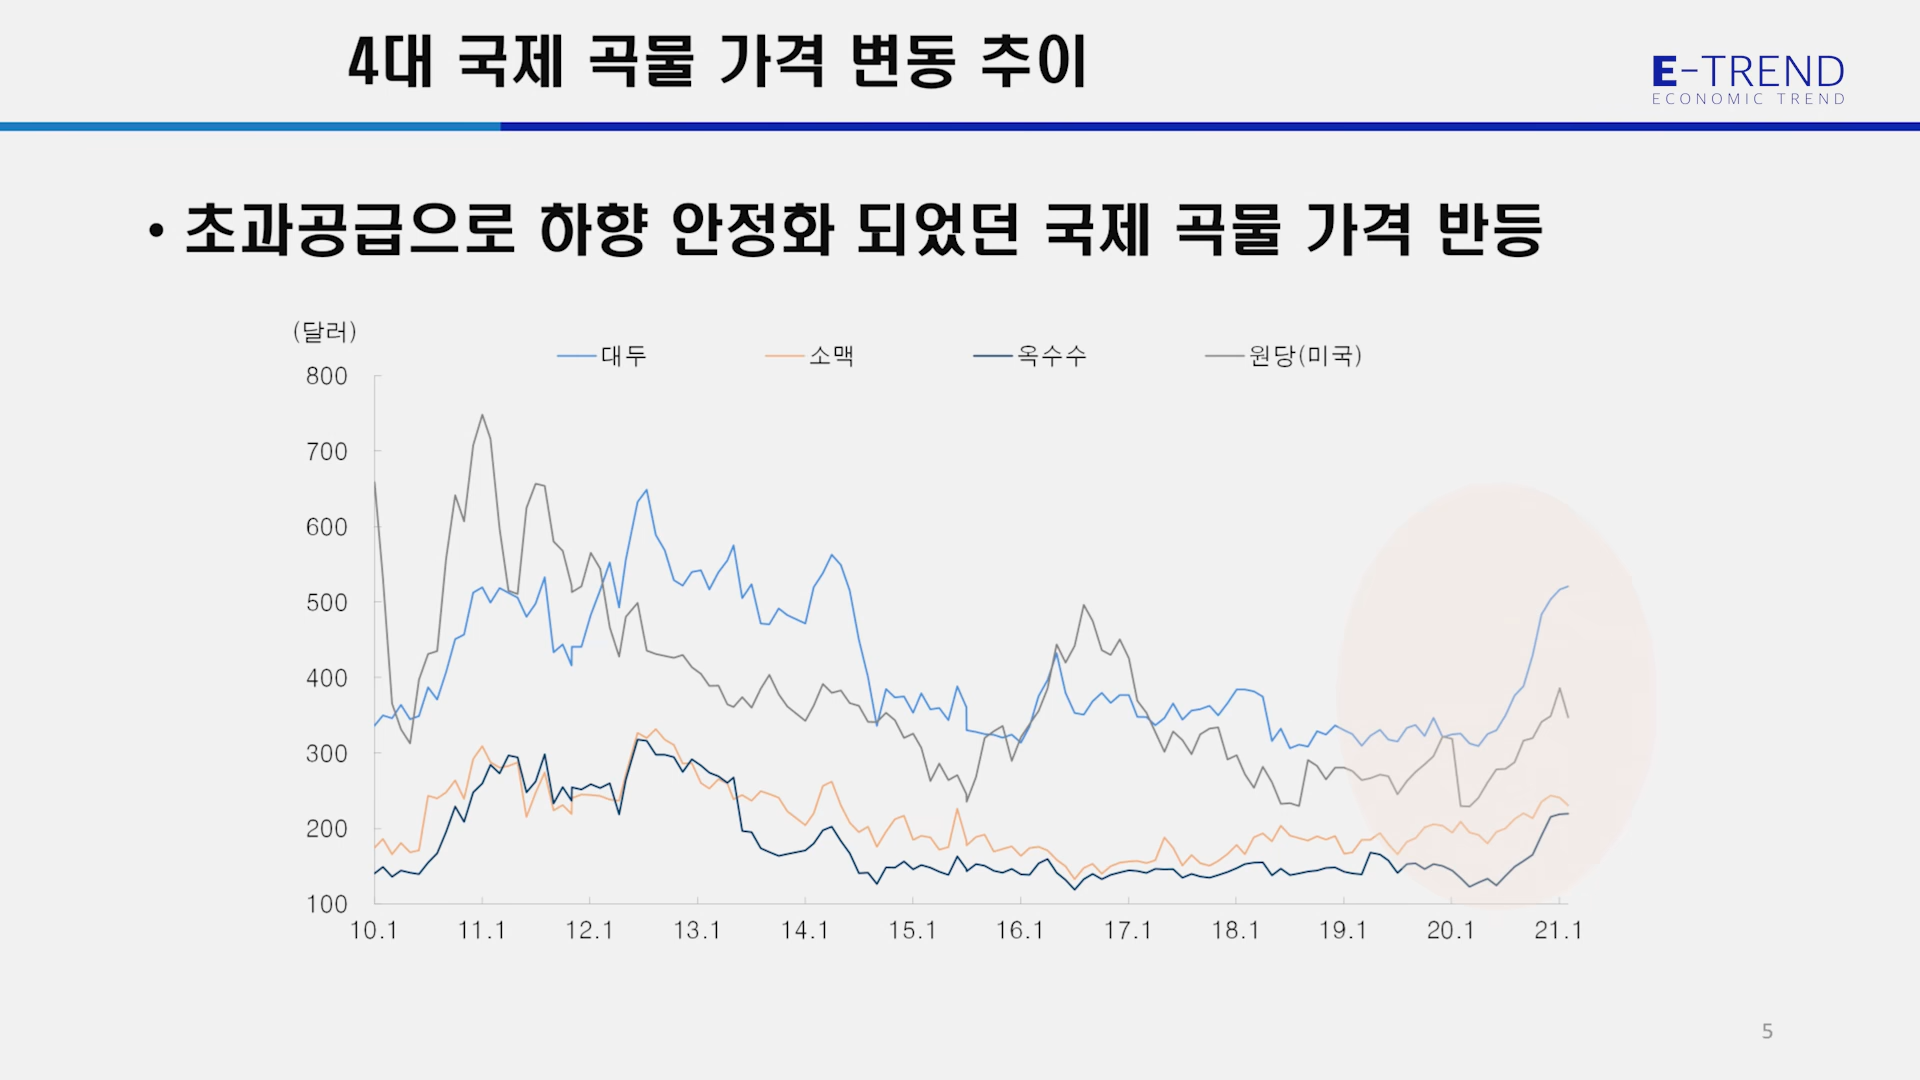 4대 국제 곡물 가격 변동 추이
E-TREND
ECONOMIC TREND
• 초과공급으로 하향 안정화 되었던 국제 곡물 가격 반등
(달러)
대두 소맥 옥수수 원당(미국)
800
700
600
500
400
300
200
100
10.1 11.1 12.1 13.1 14.1 15.1 16.1 17.1 18.1 19.1 20.1 21.1
5